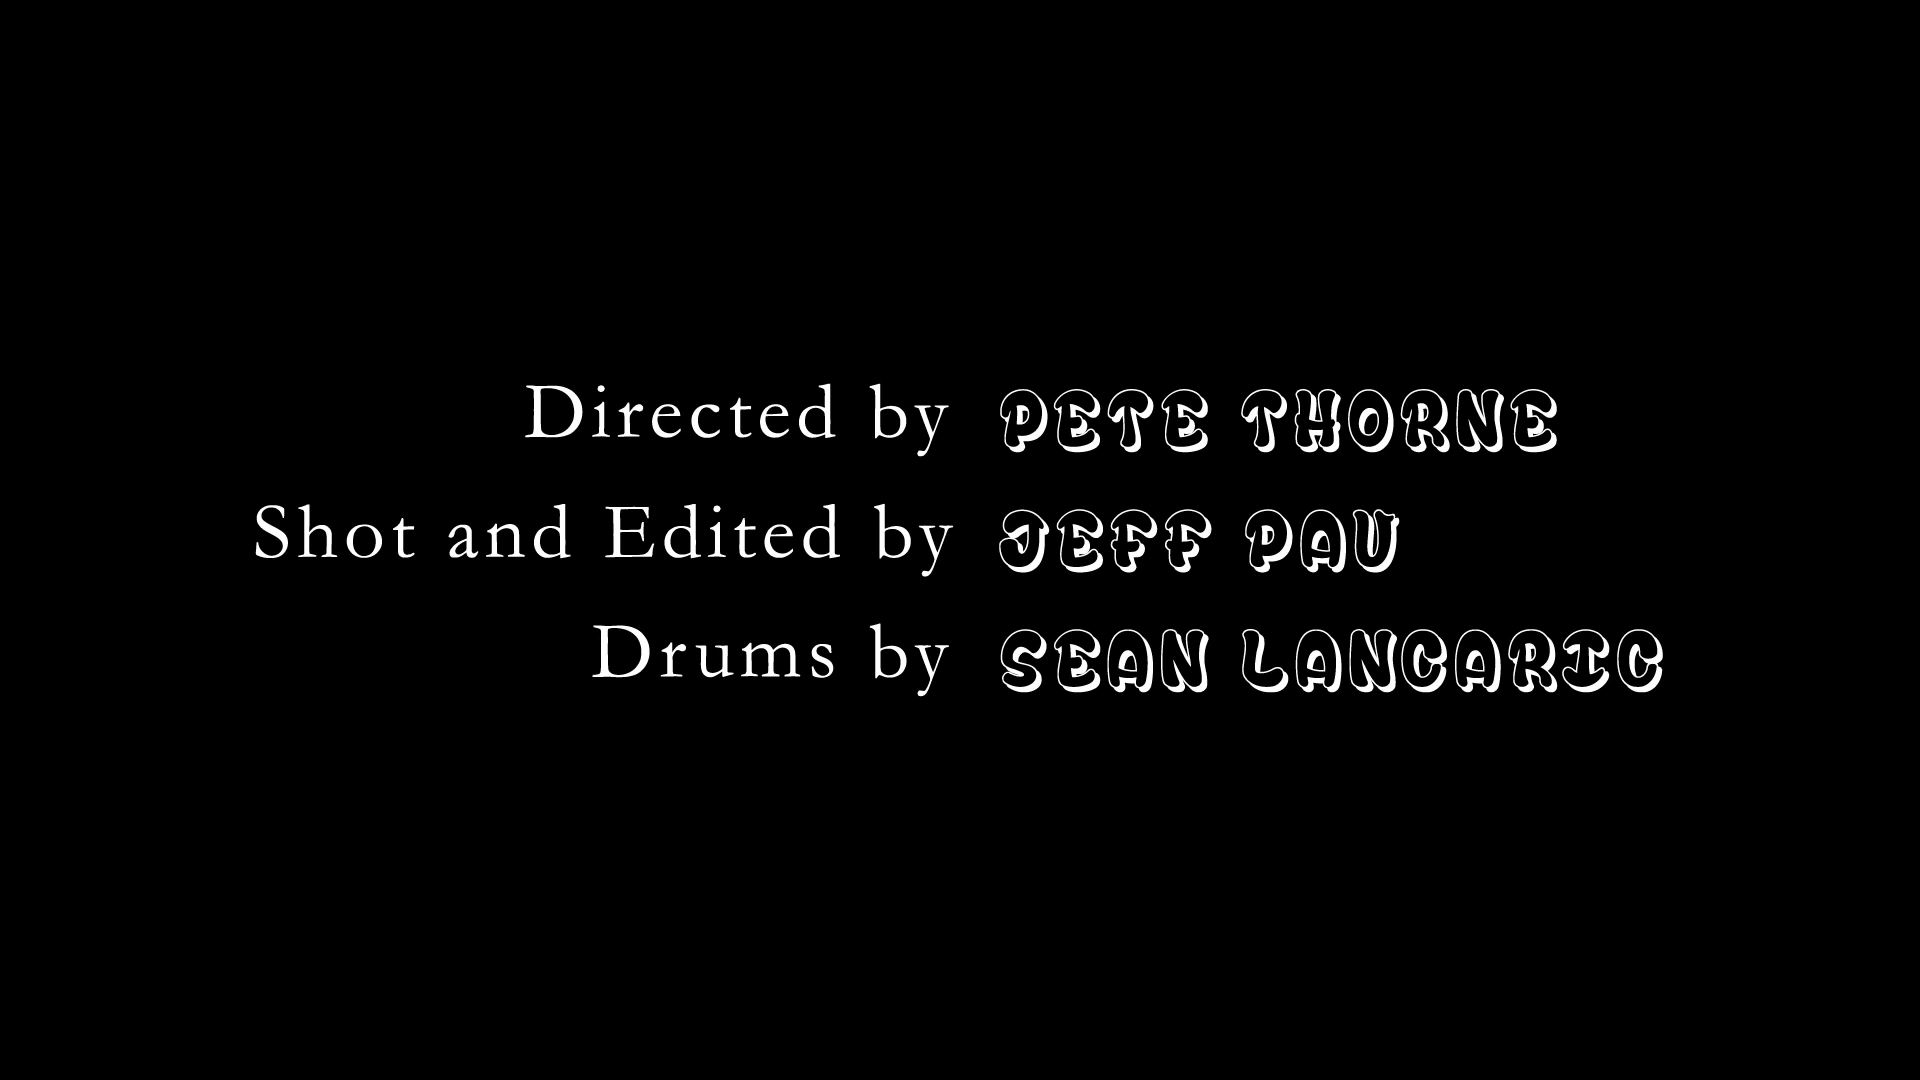 Directed by PETE THORNE
Shot and Edited by JEFF PAU
Drums by SEAN LANCARIC